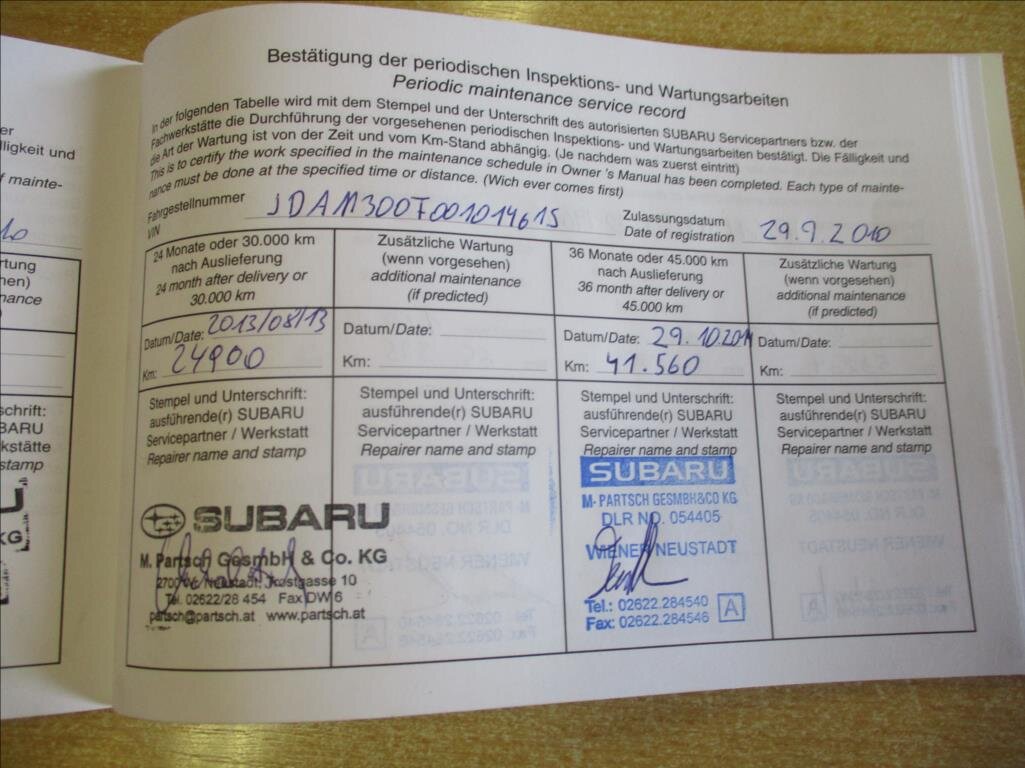 Bestätigung der periodischen Inspektions- und Wartungsarbeiten
Periodic maintenance service record
In der folgenden Tabelle wird mit dem Stempel und der Unterschrift des autorisierten SUBARU Servicepartners bzw. der
Fachwerkstätte die Durchführung der vorgesehenen periodischen Inspektions- und Wartungsarbeiten bestätigt. Die Fälligkeit und
die Art der Wartung ist von der Zeit und vom Km-Stand abhängig. (Je nachdem was zuerst eintritt)
This is to certify the work specified in the maintenance schedule in Owner 's Manual has been completed. Each type of mainte-
nance must be done at the specified time or distance. (Wich ever comes first)
Fahrgestellnummer
VIN
JDAM300F001014615
Zulassungsdatum
Date of registration
29.9.2010
24 Monate oder 30.000 km
nach Auslieferung
24 month after delivery or
30.000 km
Zusätzliche Wartung
(wenn vorgesehen)
additional maintenance
(if predicted)
36 Monate oder 45.000 km
nach Auslieferung
36 month after delivery or
45.000 km
Zusätzliche Wartung
(wenn vorgesehen)
additional maintenance
(if predicted)
Datum/Date: 2013/08/13
Km: 24900
Datum/Date:
Km:
Datum/Date: 29.10.2014
Km: 41.560
Datum/Date:
Km:
Stempel und Unterschrift:
ausführende(r) SUBARU
Servicepartner / Werkstatt
Repairer name and stamp
Stempel und Unterschrift:
ausführende(r) SUBARU
Servicepartner / Werkstatt
Repairer name and stamp
Stempel und Unterschrift:
ausführende(r) SUBARU
Servicepartner / Werkstatt
Repairer name and stamp
Stempel und Unterschrift:
ausführende(r) SUBARU
Servicepartner / Werkstatt
Repairer name and stamp
SUBARU
M. Partsch GesmbH & Co. KG
2700 Wr. Neustadt, 10
Tel. 02622/28 454 Fax DW 6
partsch@partsch.at www.partsch.at
SUBARU
M· PARTSCH GESMBH&CO KG
DLR NO. 054405
WIENER NEUSTADT
Tel.: 02622.284540
Fax: 02622.284546
A